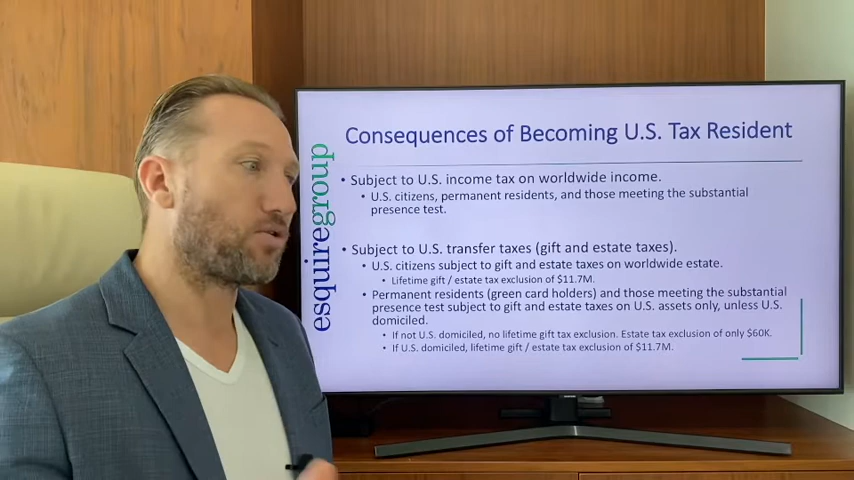 Consequences of Becoming U.S. Tax Resident
• Subject to U.S. income tax on worldwide income.
• U.S. citizens, permanent residents, and those meeting the substantial
presence test.
• Subject to U.S. transfer taxes (gift and estate taxes).
• U.S. citizens subject to gift and estate taxes on worldwide estate.
• Lifetime gift / estate tax exclusion of $11.7M.
• Permanent residents (green card holders) and those meeting the substantial
presence test subject to gift and estate taxes on U.S. assets only, unless U.S.
domiciled.
• If not U.S. domiciled, no lifetime gift tax exclusion. Estate tax exclusion of only $60K.
• If U.S. domiciled, lifetime gift / estate tax exclusion of $11.7M.
esquiregroup